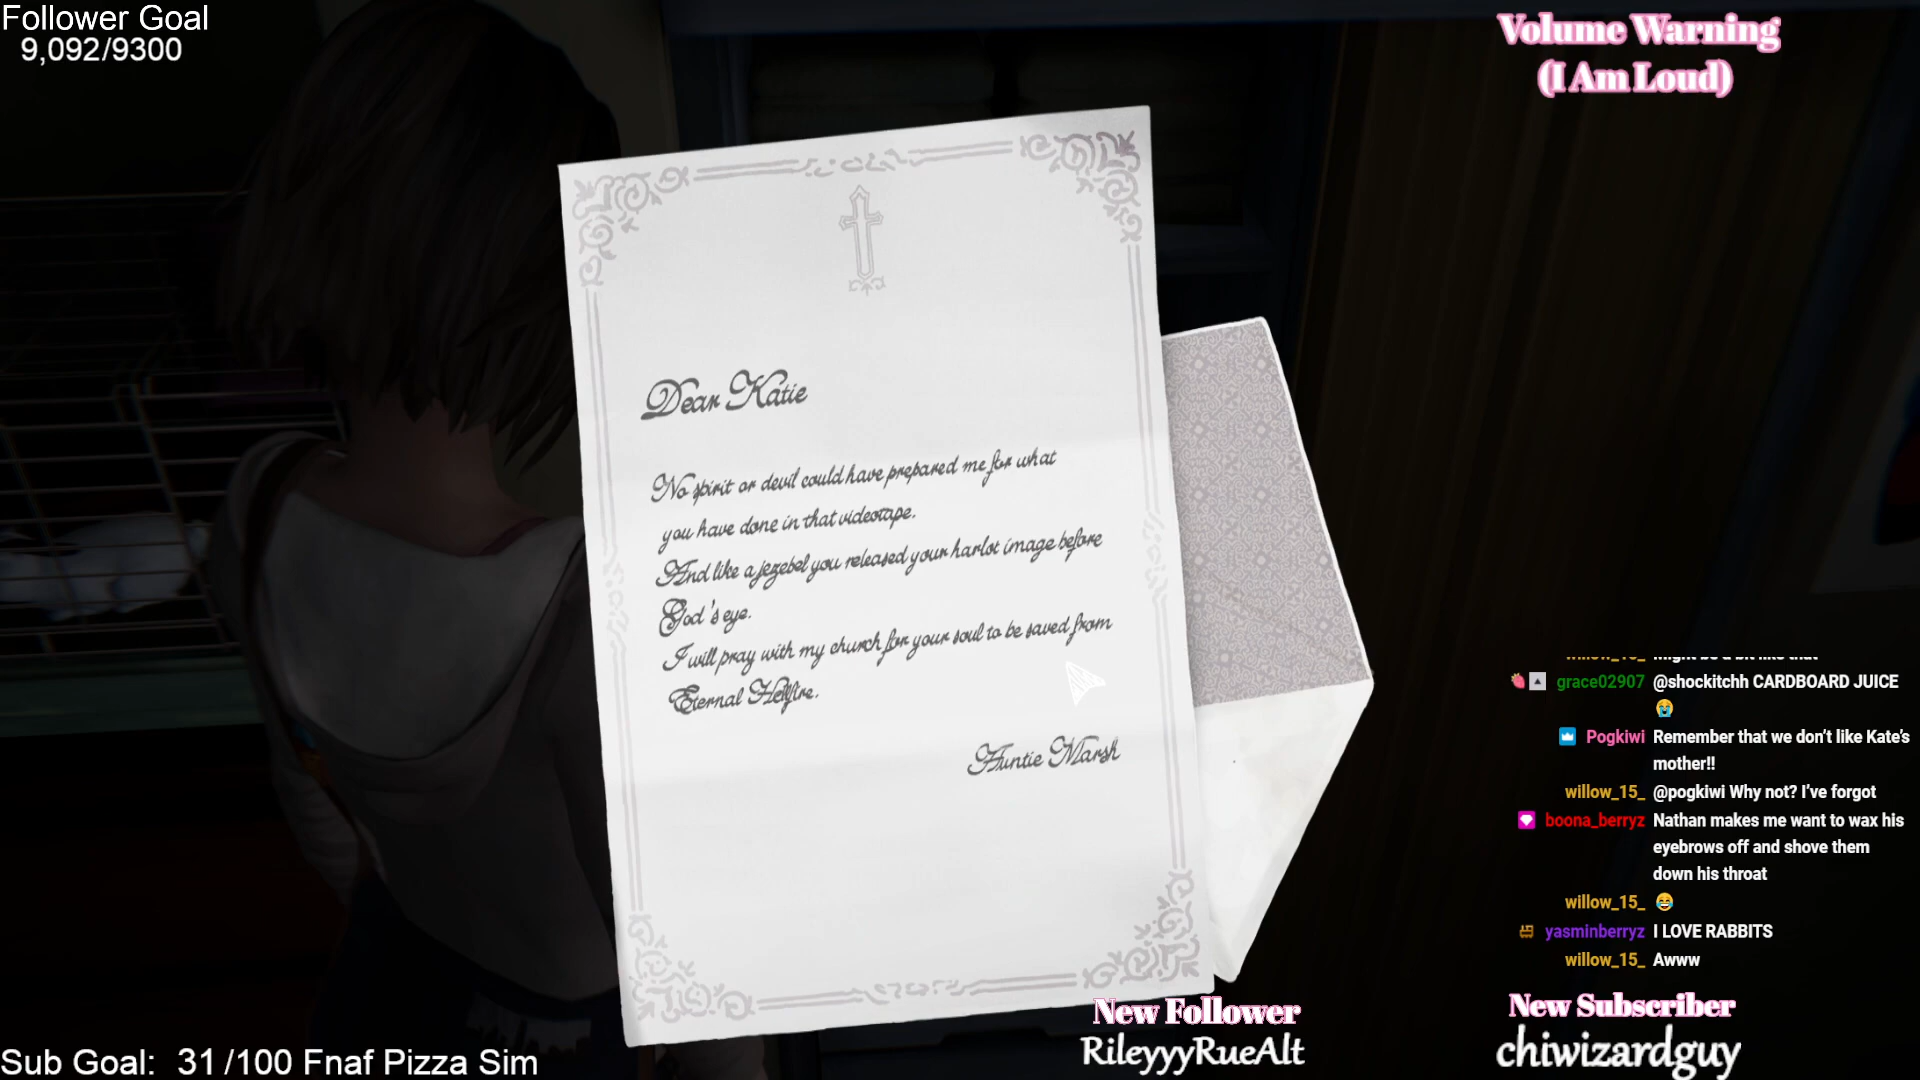 Follower Goal
9,092/9300
Volume Warning
(I Am Loud)
Dear Katie
No spirit or devil could have prepared me for what
you have done in that videotape.
And like a jezebel you released your harlot image before
God's eye.
I will pray with my church for your soul to be saved from
Eternal Hellfire.
Auntie Marsh
grace02907 @shockitchh CARDBOARD JUICE
😭
Pogkiwi Remember that we don't like Kate's
mother!!
willow_15_ @pogkiwi Why not? I've forgot
boona_berryz Nathan makes me want to wax his
eyebrows off and shove them
down his throat
willow_15_ 😂
yasminberryz I LOVE RABBITS
willow_15_ Awww
New Follower
RileyyyRueAlt
New Subscriber
chiwizardguy
Sub Goal: 31 /100 Fnaf Pizza Sim